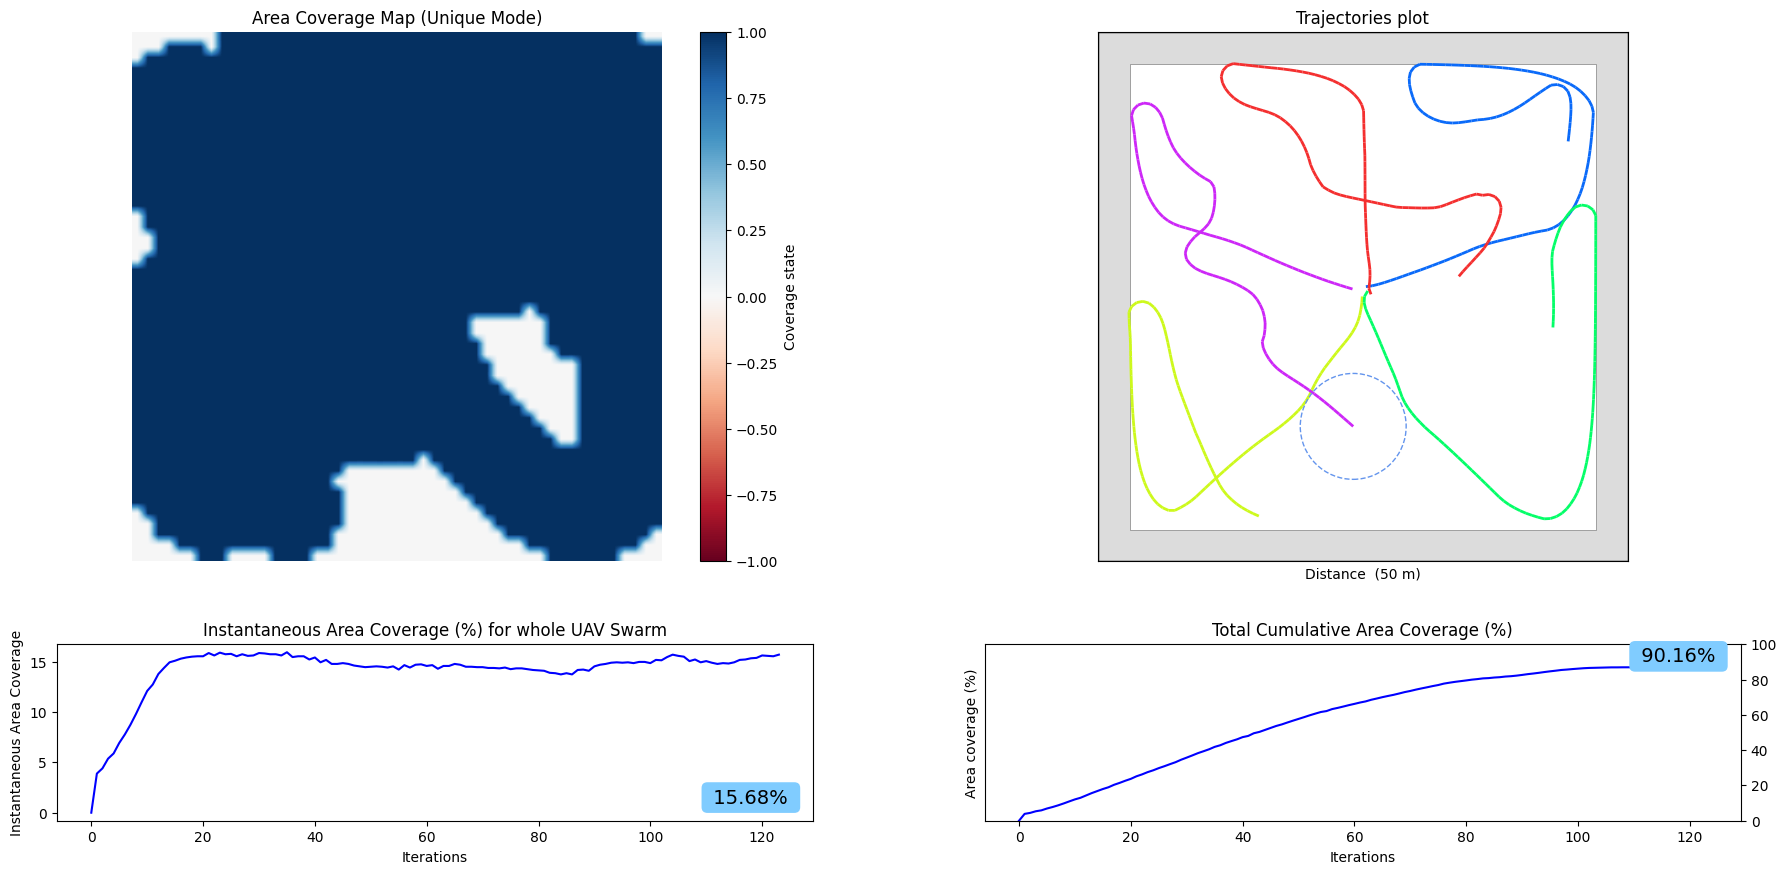 Area Coverage Map (Unique Mode)
1.00
0.75
0.50
0.25
0.00
−0.25
−0.50
−0.75
−1.00
Coverage state
Trajectories plot
Distance  (50 m)
Instantaneous Area Coverage (%) for whole UAV Swarm
Instantaneous Area Coverage
15
10
5
0
15.68%
0 20 40 60 80 100 120
Iterations
Total Cumulative Area Coverage (%)
Area coverage (%)
90.16%
100
80
60
40
20
0
0 20 40 60 80 100 120
Iterations